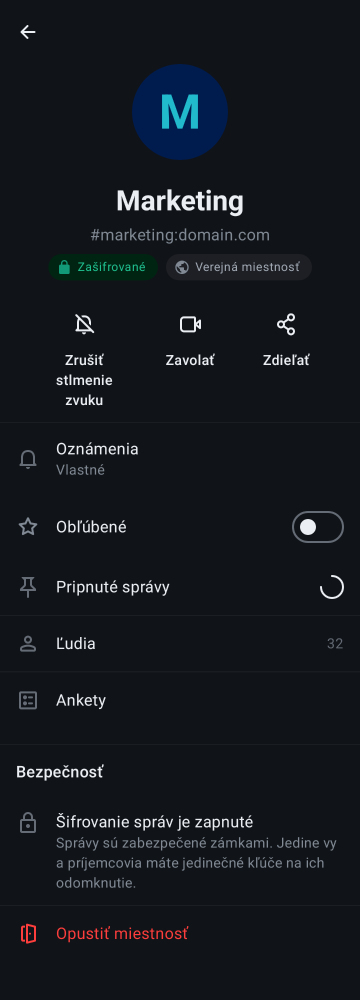 M
Marketing
#marketing:domain.com
Zašifrované
Verejná miestnosť
Zrušiť
stlmenie
zvuku
Zavolať
Zdieľať
Oznámenia
Vlastné
Obľúbené
Pripnuté správy
Ľudia
32
Ankety
Bezpečnosť
Šifrovanie správ je zapnuté
Správy sú zabezpečené zámkami. Jedine vy
a príjemcovia máte jedinečné kľúče na ich
odomknutie.
Opustiť miestnosť